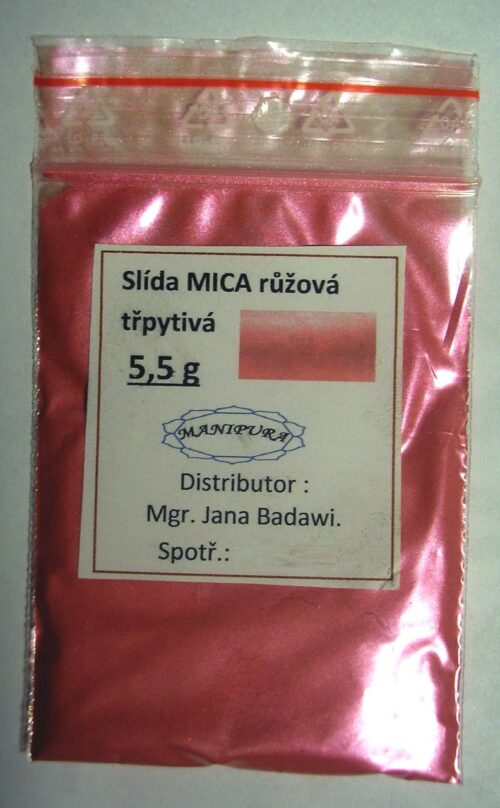 Slída MICA růžová
třpytivá
5,5 g
MANIPURA
Distributor :
Mgr. Jana Badawi.
Spotř.: